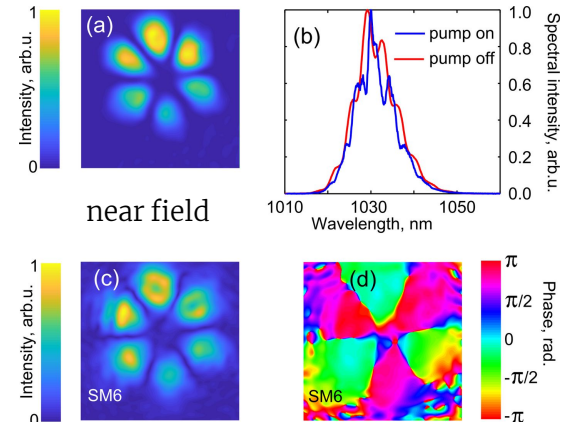 Intensity, arb.u.
1
0
(a)
(b)
pump on
pump off
1.0
0.8
0.6
0.4
0.2
0.0
Spectral intensity, arb.u.
1010
1030
1050
Wavelength, nm
near field
Intensity, arb.u.
1
0
(c)
SM6
(d)
SM6
π
π/2
0
-π/2
-π
Phase, rad.